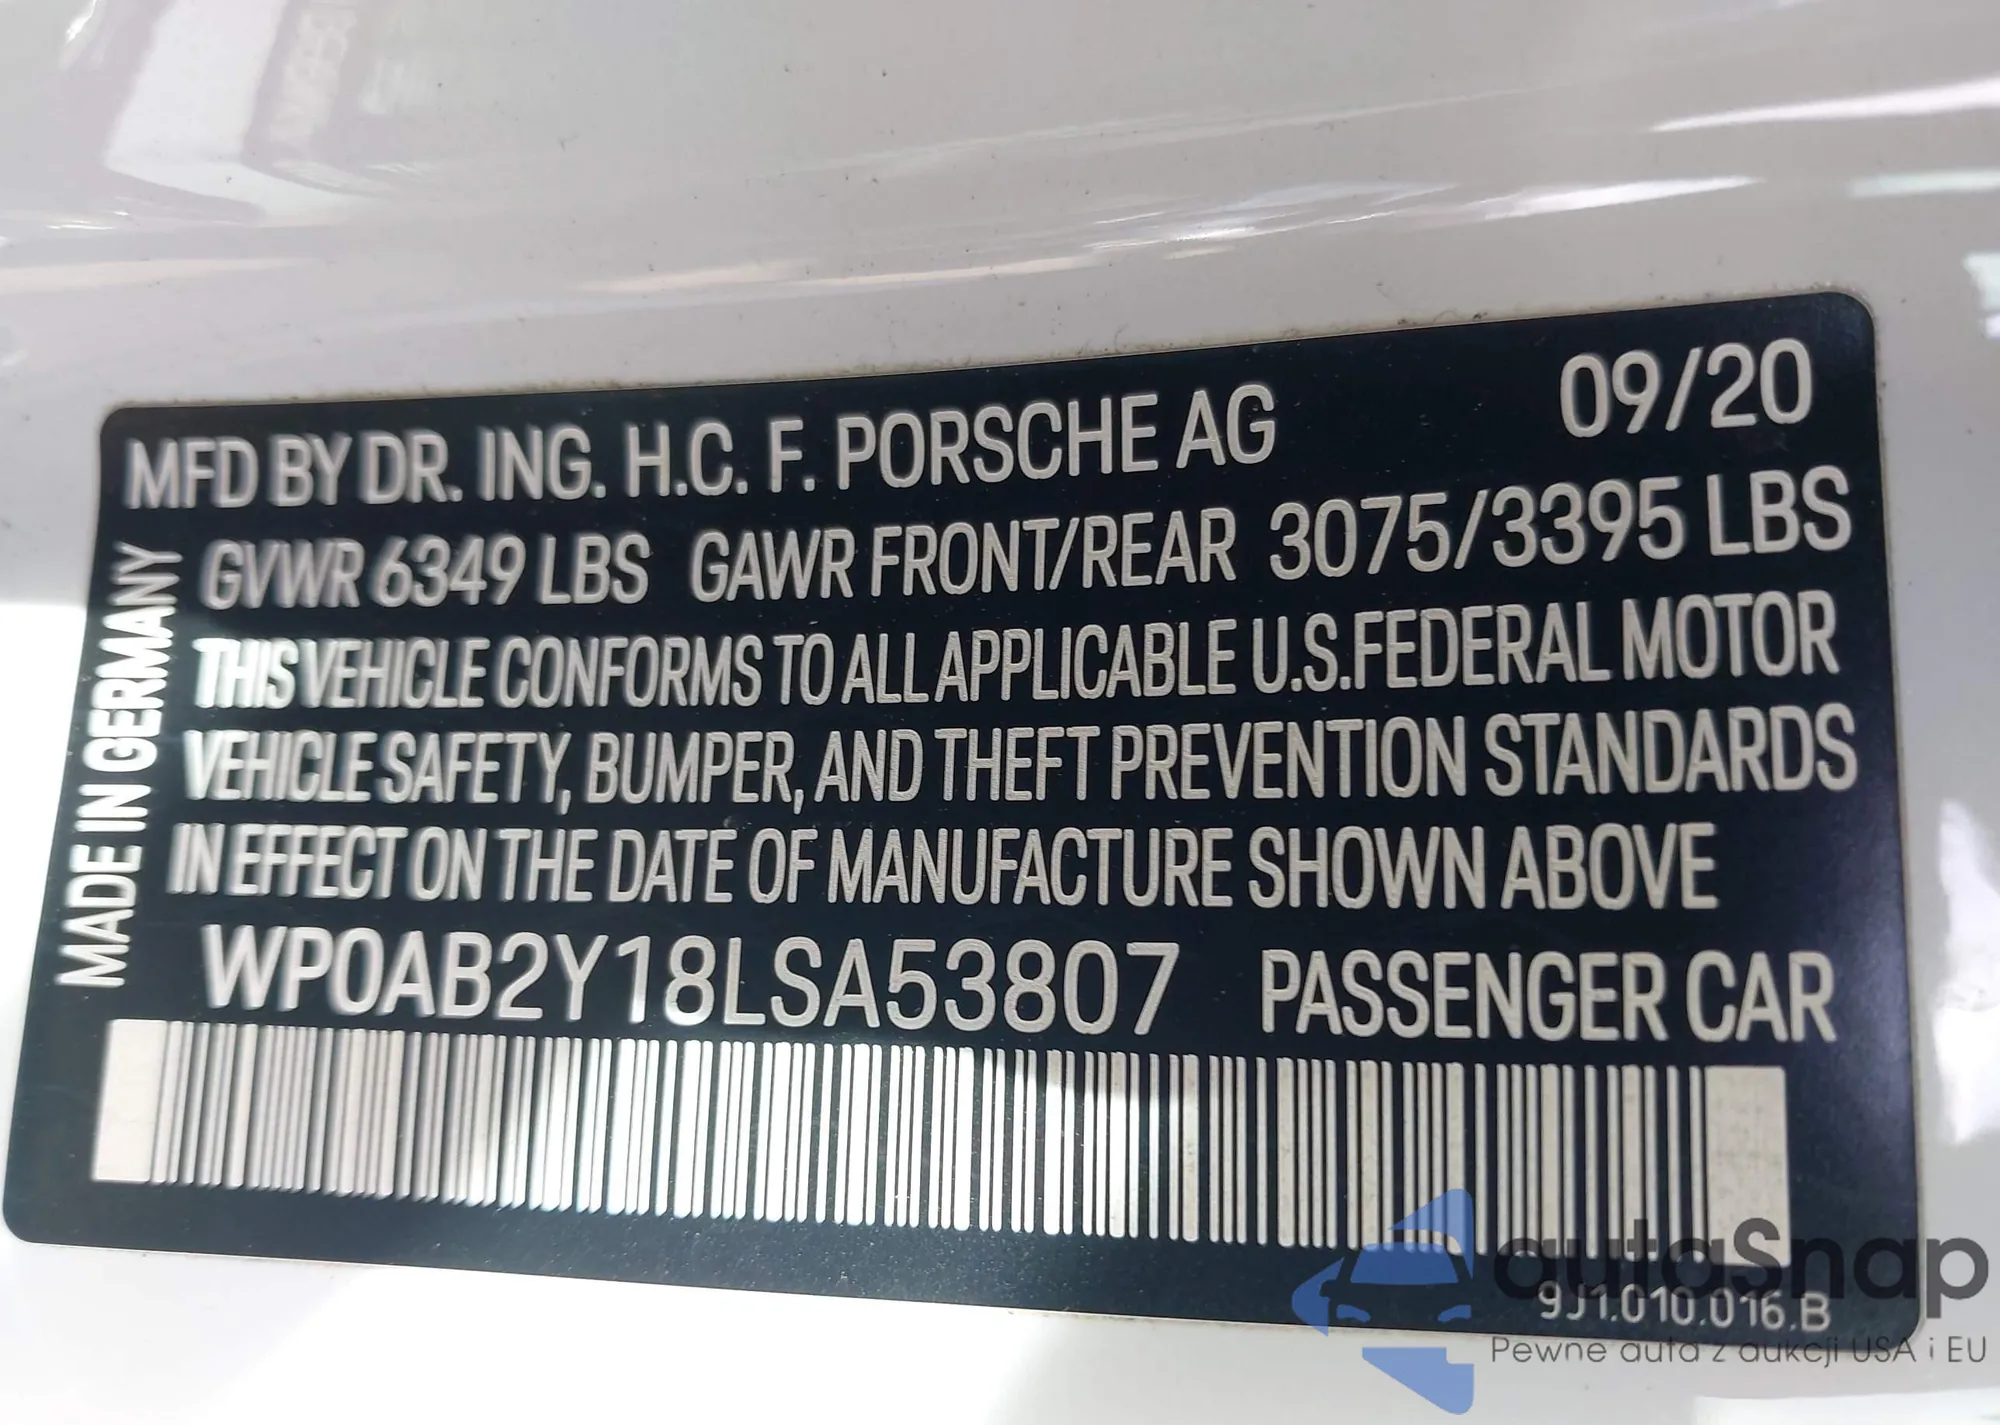 MFD BY DR. ING. H.C. F. PORSCHE AG 09/20
GVWR 6349 LBS GAWR FRONT/REAR 3075/3395 LBS
THIS VEHICLE CONFORMS TO ALL APPLICABLE U.S.FEDERAL MOTOR
VEHICLE SAFETY, BUMPER, AND THEFT PREVENTION STANDARDS
IN EFFECT ON THE DATE OF MANUFACTURE SHOWN ABOVE
WP0AB2Y18LSA53807 PASSENGER CAR
MADE IN GERMANY
9J1.010.016.B
autaSnap
Pewne auta z aukcji USA i EU